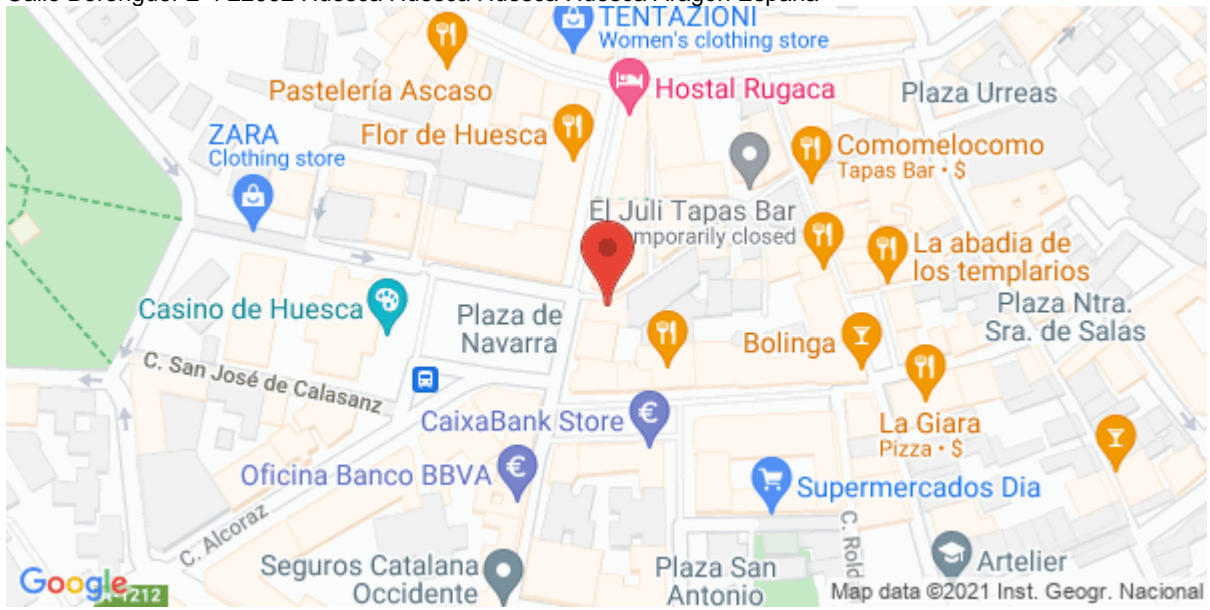 TENTAZIONI
Women's clothing store
Pastelería Ascaso
Hostal Rugaca
Plaza Urreas
ZARA
Clothing store
Flor de Huesca
Comomelocomo
Tapas Bar • $
El Juli Tapas Bar
Temporarily closed
La abadia de
los templarios
Casino de Huesca
Plaza de
Navarra
Plaza Ntra.
Sra. de Salas
Bolinga
C. San José de Calasanz
CaixaBank Store
La Giara
Pizza • $
Oficina Banco BBVA
Supermercados Dia
C. Alcoraz
C. Rold
Seguros Catalana
Occidente
Plaza San
Antonio
Artelier
Google
A-1212
Map data ©2021 Inst. Geogr. Nacional